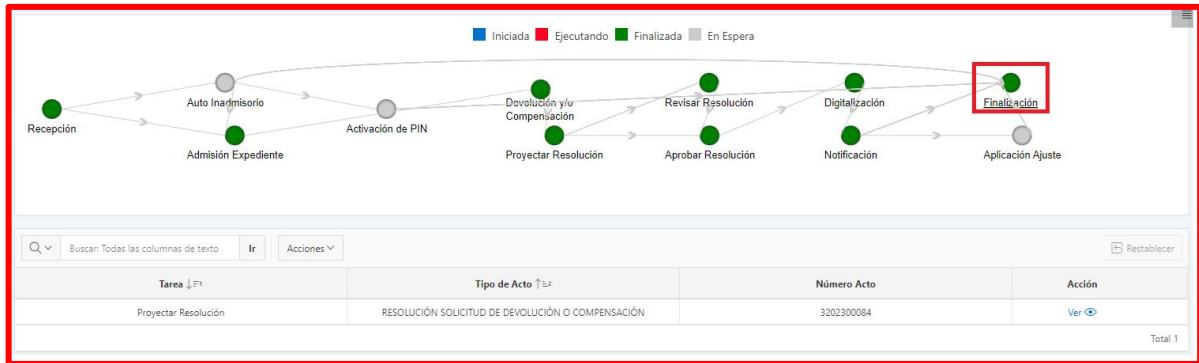 Iniciada Ejecutando Finalizada En Espera
Auto Inadmisorio
Devolución y/o
Compensación
Revisar Resolución
Digitalización
Finalización
Recepción
Activación de PIN
Admisión Expediente
Proyectar Resolución
Aprobar Resolución
Notificación
Aplicación Ajuste
Buscar: Todas las columnas de texto Ir Acciones Restablecer
Tarea Tipo de Acto Número Acto Acción
Proyectar Resolución RESOLUCIÓN SOLICITUD DE DEVOLUCIÓN O COMPENSACIÓN 3202300084 Ver
Total 1